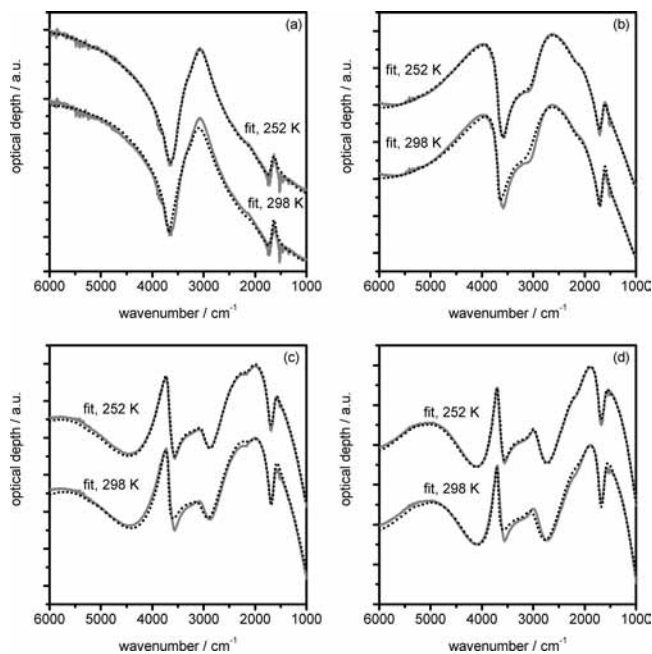 (a)
optical depth / a.u.
fit, 252 K
fit, 298 K
6000 5000 4000 3000 2000 1000
wavenumber / cm⁻¹
(b)
optical depth / a.u.
fit, 252 K
fit, 298 K
6000 5000 4000 3000 2000 1000
wavenumber / cm⁻¹
(c)
optical depth / a.u.
fit, 252 K
fit, 298 K
6000 5000 4000 3000 2000 1000
wavenumber / cm⁻¹
(d)
optical depth / a.u.
fit, 252 K
fit, 298 K
6000 5000 4000 3000 2000 1000
wavenumber / cm⁻¹